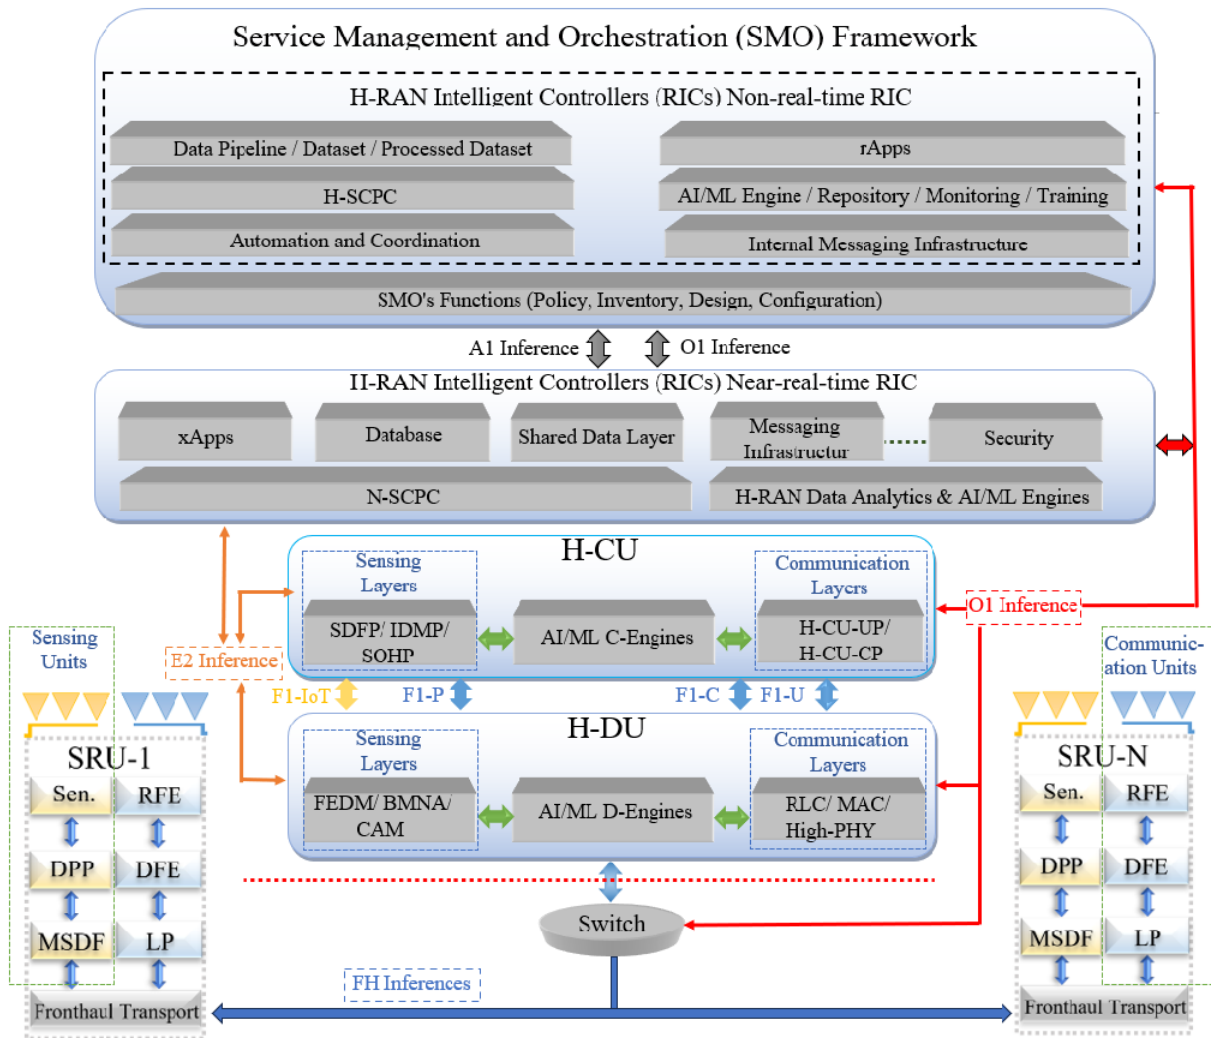 Service Management and Orchestration (SMO) Framework
H-RAN Intelligent Controllers (RICs) Non-real-time RIC
Data Pipeline / Dataset / Processed Dataset
rApps
H-SCPC
AI/ML Engine / Repository / Monitoring / Training
Automation and Coordination
Internal Messaging Infrastructure
SMO's Functions (Policy, Inventory, Design, Configuration)
A1 Inference
O1 Inference
H-RAN Intelligent Controllers (RICs) Near-real-time RIC
xApps
Database
Shared Data Layer
Messaging
Infrastructur
Security
N-SCPC
H-RAN Data Analytics & AI/ML Engines
H-CU
Sensing
Layers
Communication
Layers
SDFP/ IDMP/
SOHP
AI/ML C-Engines
H-CU-UP/
H-CU-CP
O1 Inference
E2 Inference
F1-IoT
F1-P
F1-C
F1-U
H-DU
Sensing
Layers
Communication
Layers
FEDM/ BMNA/
CAM
AI/ML D-Engines
RLC/ MAC/
High-PHY
Switch
FH Inferences
Sensing
Units
SRU-1
Sen.
RFE
DPP
DFE
MSDF
LP
Fronthaul Transport
Communic-
ation Units
SRU-N
Sen.
RFE
DPP
DFE
MSDF
LP
Fronthaul Transport